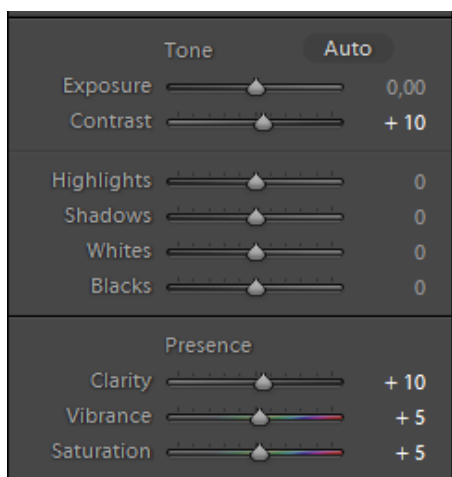 Tone Auto
Exposure 0,00
Contrast + 10
Highlights 0
Shadows 0
Whites 0
Blacks 0
Presence
Clarity + 10
Vibrance + 5
Saturation + 5